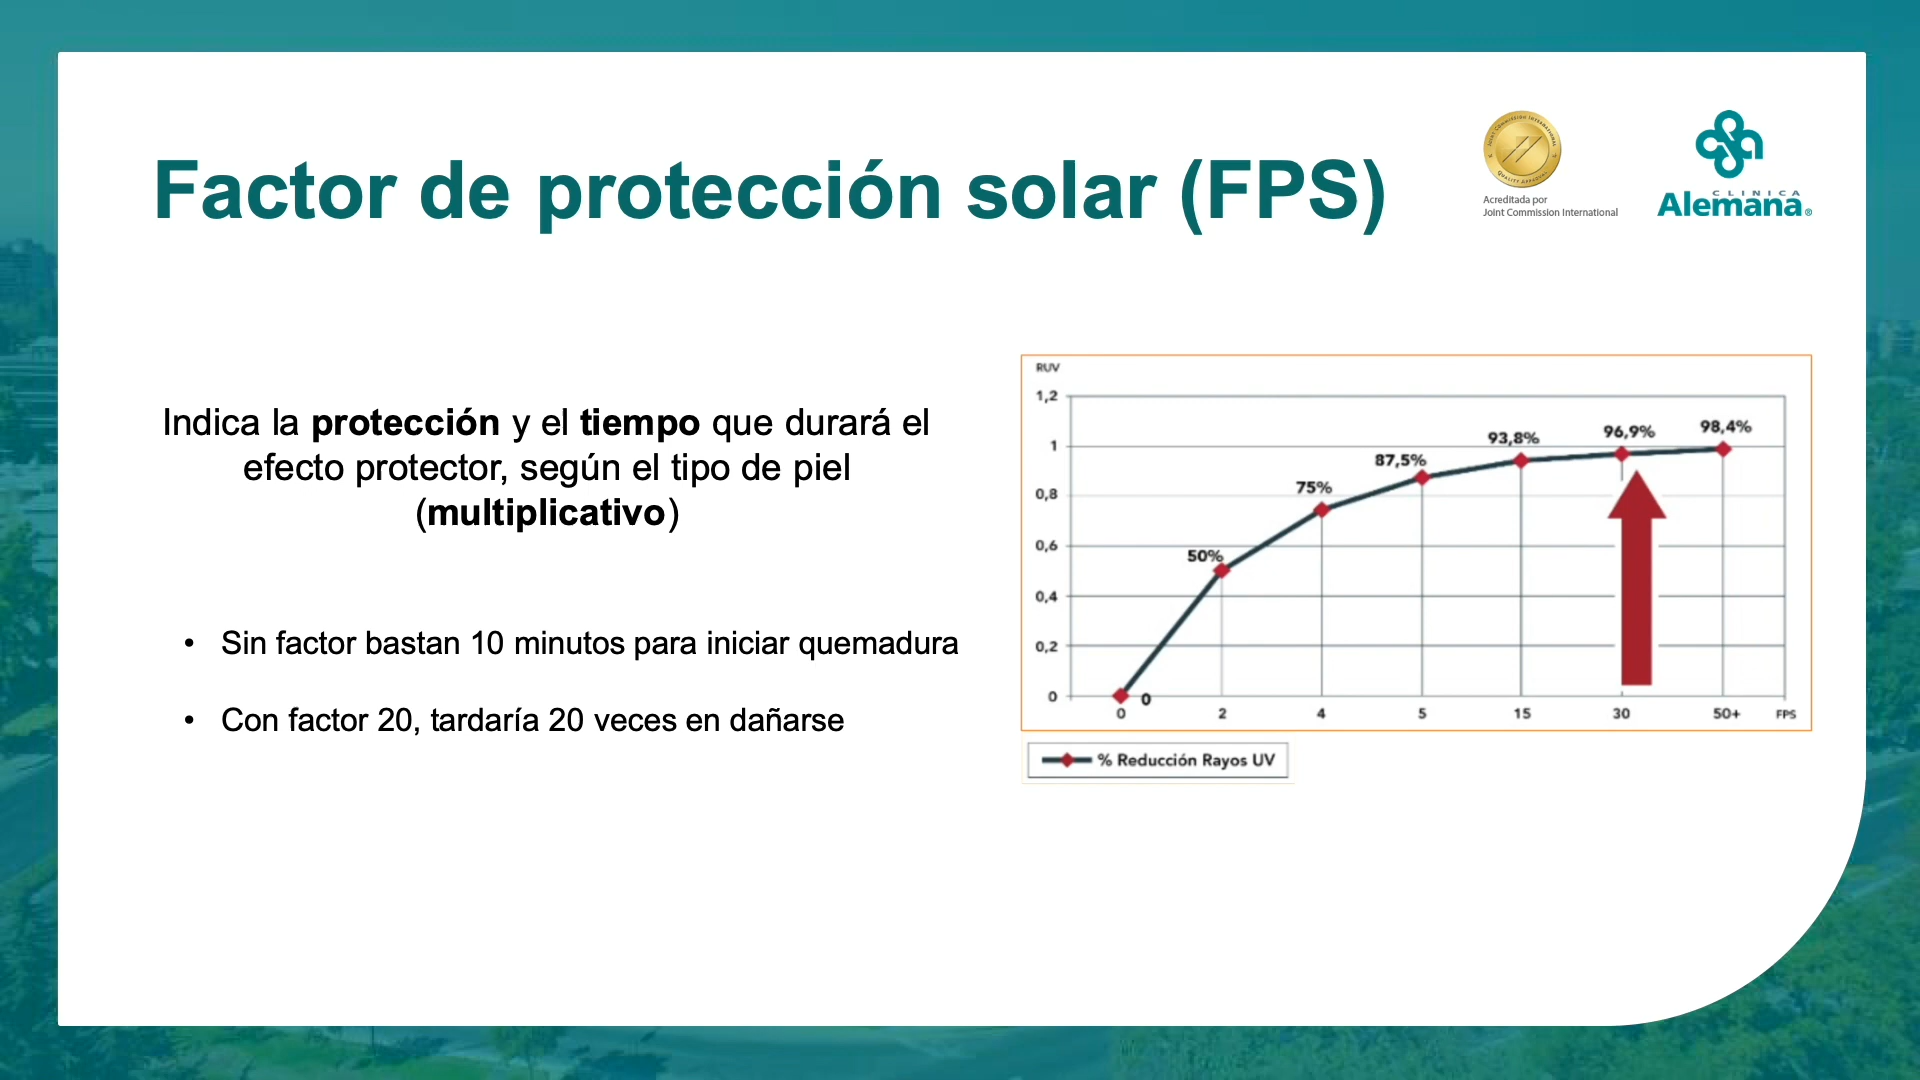 Factor de protección solar (FPS)
Acreditada por
Joint Commission International
CLINICA
Alemana®
Indica la protección y el tiempo que durará el
efecto protector, según el tipo de piel
(multiplicativo)
• Sin factor bastan 10 minutos para iniciar quemadura
• Con factor 20, tardaría 20 veces en dañarse
RUV
1,2
1
0,8
0,6
0,4
0,2
0
0
50%
75%
87,5%
93,8%
96,9%
98,4%
0 2 4 5 15 30 50+ FPS
% Reducción Rayos UV